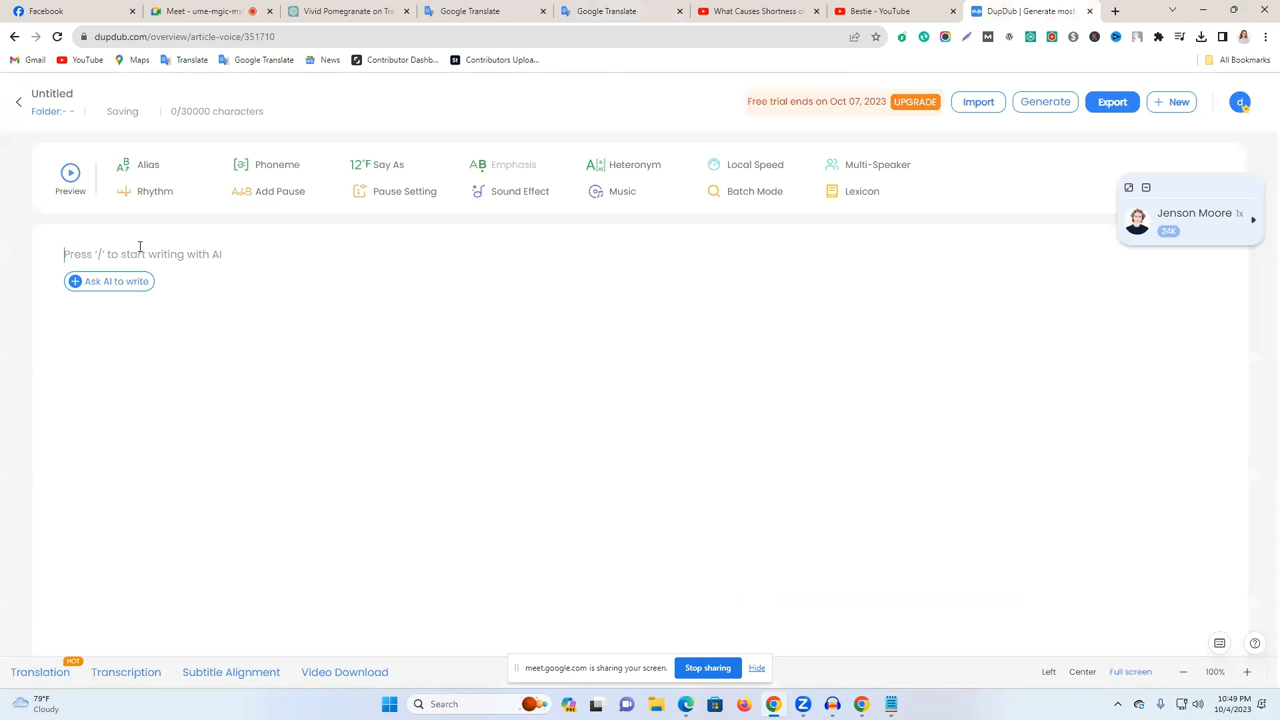 Facebook
Meet - ume-mgic-ms
Vivid Pomegranate on Tre
Google Translate
Google Translate
What Causes Shortness of
Bestie - YouTube
DupDub | Generate most
dupdub.com/overview/article-voice/351710
Gmail
YouTube
Maps
Translate
Google Translate
News
Contributor Dashb...
Contributors Uploa...
All Bookmarks
Untitled
Folder:- -
Saving
0/30000 characters
Free trial ends on Oct 07, 2023
UPGRADE
Import
Generate
Export
+ New
d
Preview
Alias
Phoneme
12°F Say As
Emphasis
Heteronym
Local Speed
Multi-Speaker
Rhythm
Add Pause
Pause Setting
Sound Effect
Music
Batch Mode
Lexicon
Jenson Moore 1x
24K
Press '/' to start writing with AI
Ask AI to write
Translation
HOT
Transcription
Subtitle Alignment
Video Download
meet.google.com is sharing your screen.
Stop sharing
Hide
Left
Center
Full screen
100%
79°F
Cloudy
Search
10:49 PM
10/4/2023